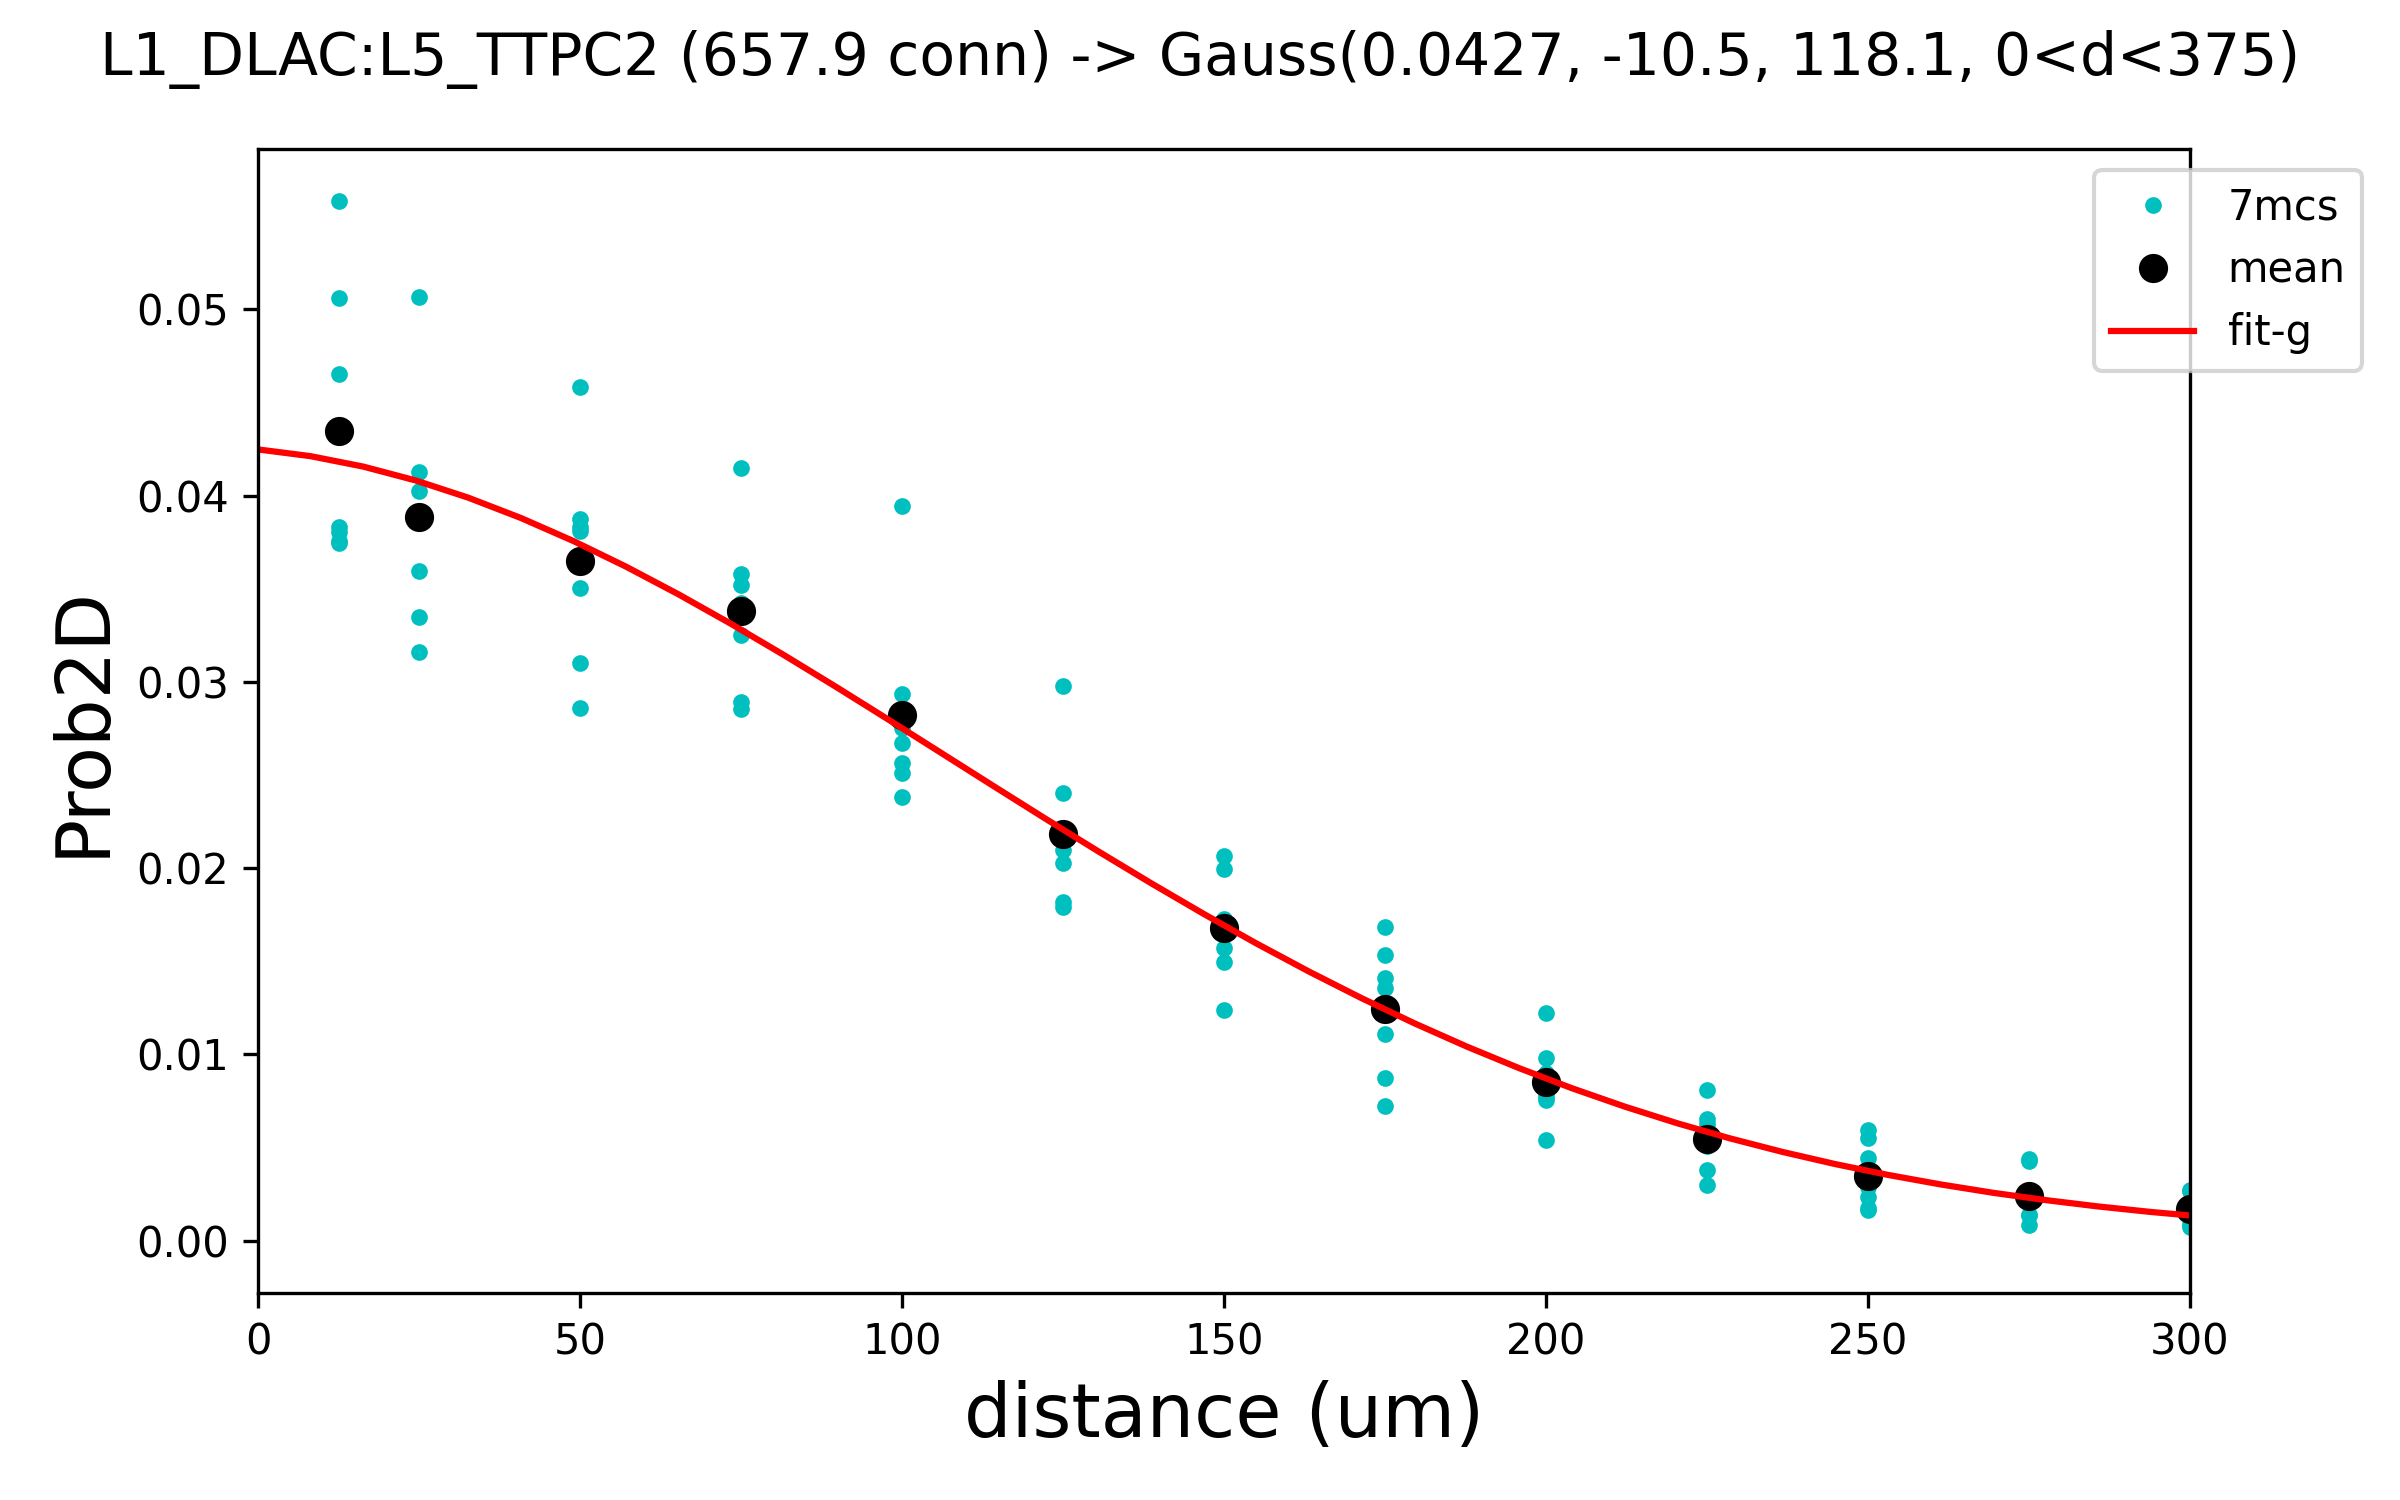 L1_DLAC:L5_TTPC2 (657.9 conn) -> Gauss(0.0427, -10.5, 118.1, 0<d<375)
7mcs
mean
fit-g
Prob2D
0.05
0.04
0.03
0.02
0.01
0.00
0 50 100 150 200 250 300
distance (um)